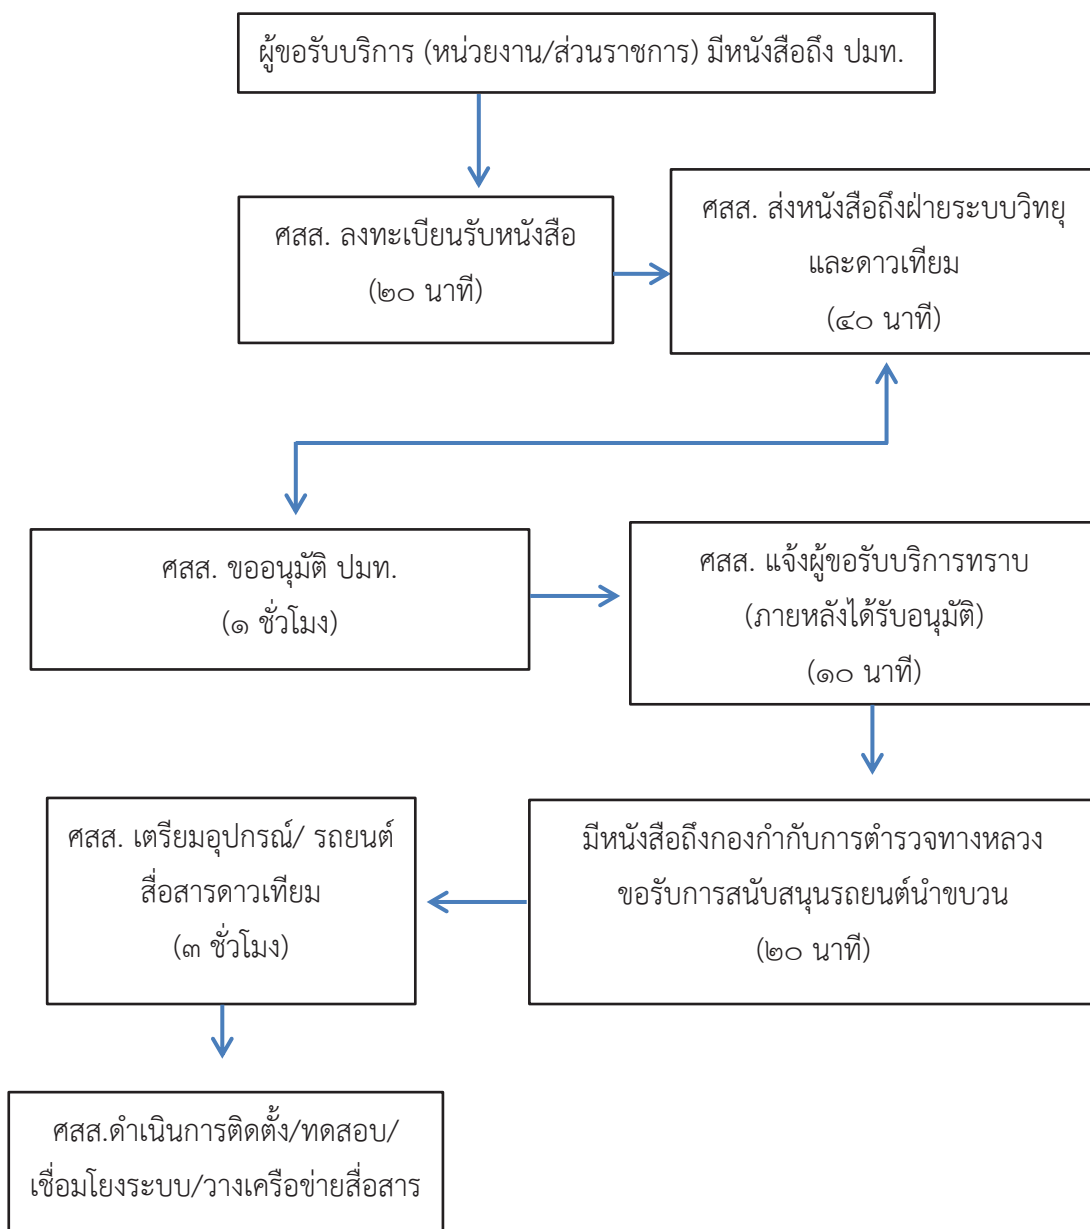 ผู้ขอรับบริการ (หน่วยงาน/ส่วนราชการ) มีหนังสือถึง ปมท.
ศสส. ลงทะเบียนรับหนังสือ
(๒๐ นาที)
ศสส. ส่งหนังสือถึงฝ่ายระบบวิทยุ
และดาวเทียม
(๔๐ นาที)
ศสส. ขออนุมัติ ปมท.
(๑ ชั่วโมง)
ศสส. แจ้งผู้ขอรับบริการทราบ
(ภายหลังได้รับอนุมัติ)
(๑๐ นาที)
มีหนังสือถึงกองกำกับการตำรวจทางหลวง
ขอรับการสนับสนุนรถยนต์นำขบวน
(๒๐ นาที)
ศสส. เตรียมอุปกรณ์/ รถยนต์
สื่อสารดาวเทียม
(๓ ชั่วโมง)
ศสส.ดำเนินการติดตั้ง/ทดสอบ/
เชื่อมโยงระบบ/วางเครือข่ายสื่อสาร